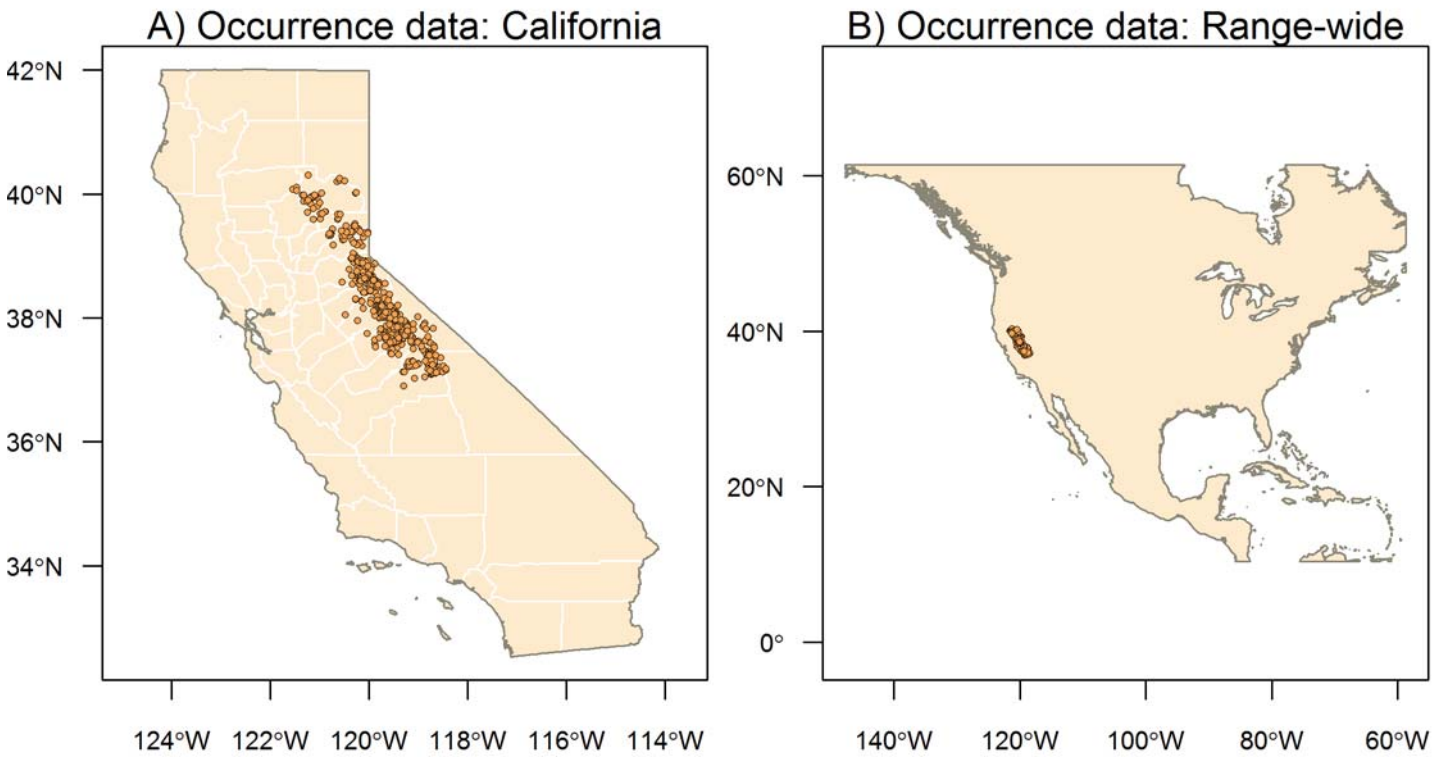 A) Occurrence data: California
42°N
40°N
38°N
36°N
34°N
124°W 122°W 120°W 118°W 116°W 114°W
B) Occurrence data: Range-wide
60°N
40°N
20°N
0°
140°W 120°W 100°W 80°W 60°W